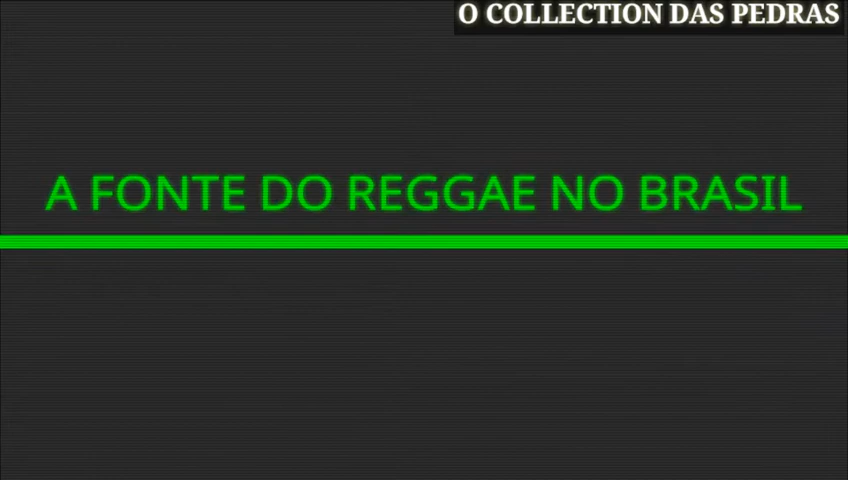 O COLLECTION DAS PEDRAS
A FONTE DO REGGAE NO BRASIL